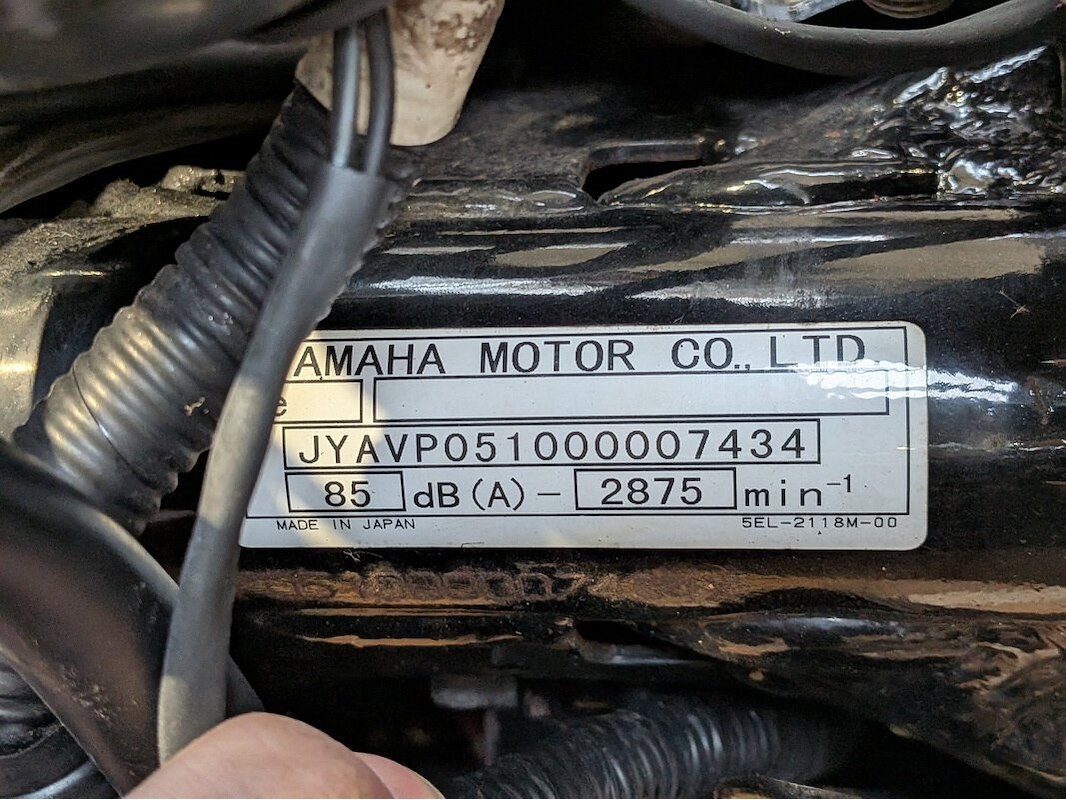 AMAHA MOTOR CO., LTD
e
JYAVP051000007434
85 dB (A) - 2875 min⁻¹
MADE IN JAPAN 5EL-2118M-00